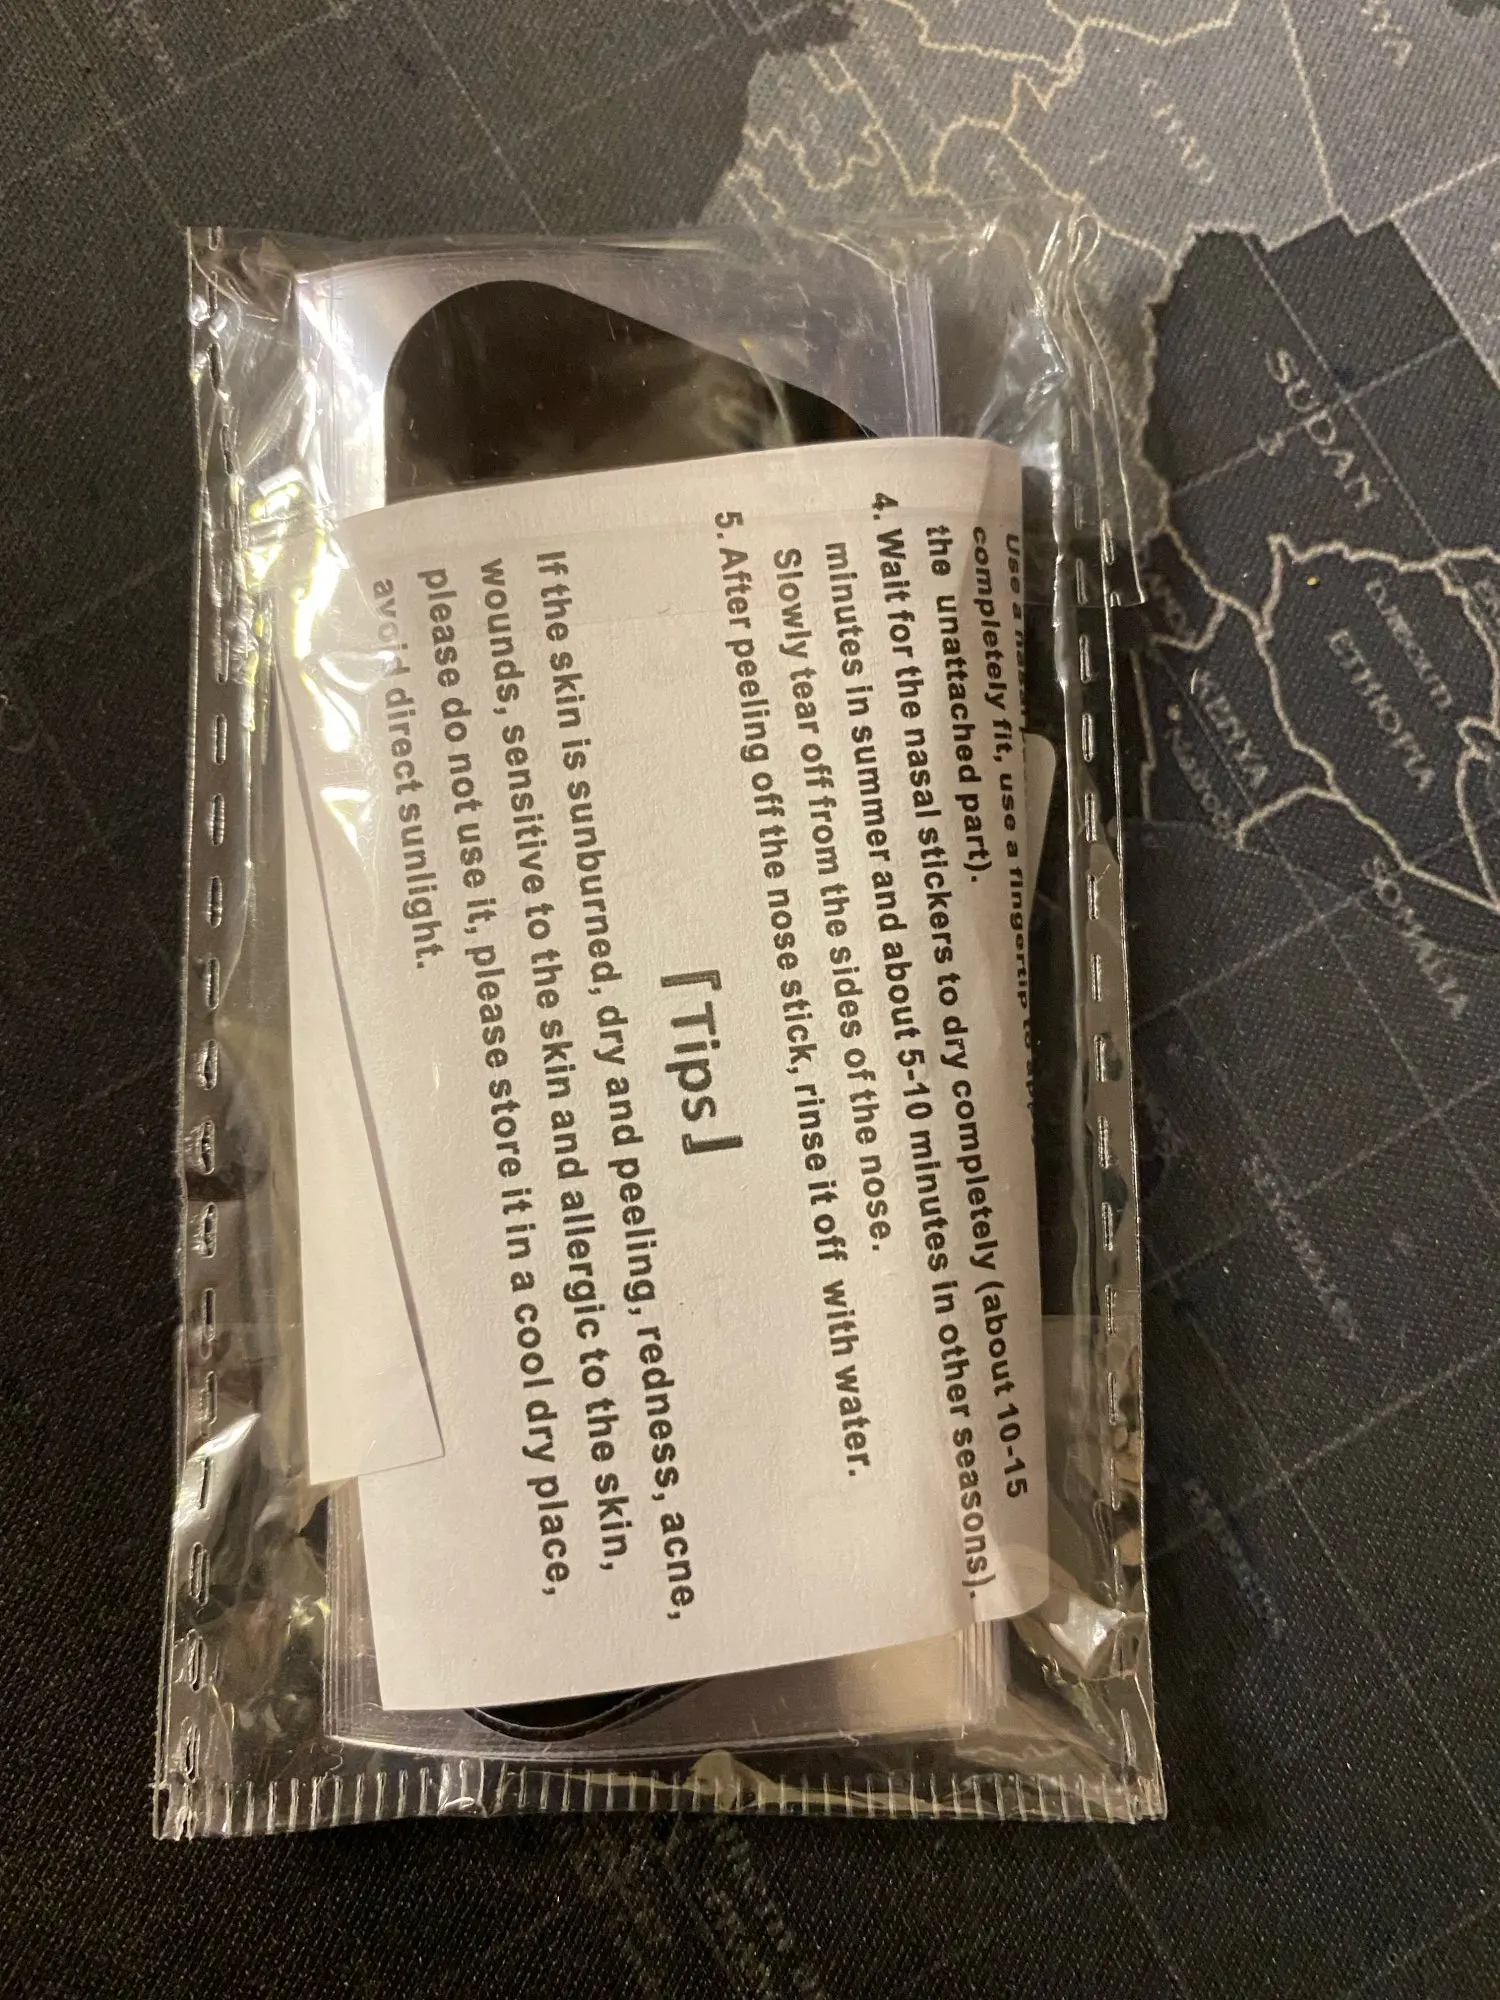 Use a
completely fit, use a fingertip to
the unattached part).
4. Wait for the nasal stickers to dry completely (about 10-15
minutes in summer and about 5-10 minutes in other seasons).
Slowly tear off from the sides of the nose.
5. After peeling off the nose stick, rinse it off with water.
「Tips」
If the skin is sunburned, dry and peeling, redness, acne,
wounds, sensitive to the skin and allergic to the skin,
please do not use it, please store it in a cool dry place,
avoid direct sunlight.
SUDAN
ETHIOPIA
KENYA
SOMALIA